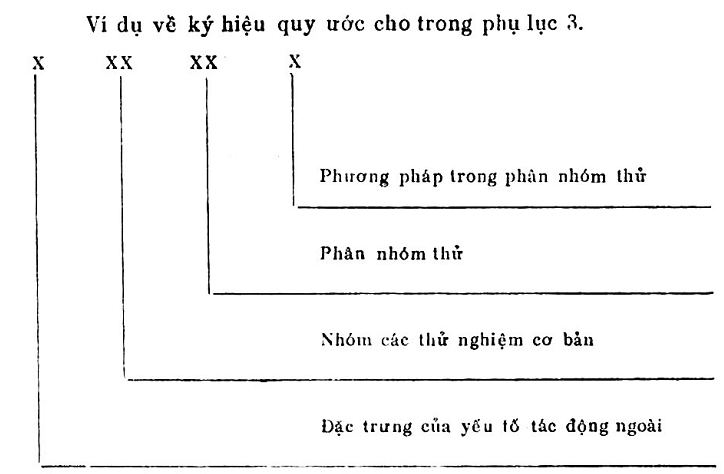 Ví dụ về ký hiệu quy ước cho trong phụ lục 3.
X XX XX X
Phương pháp trong phân nhóm thử
Phân nhóm thử
Nhóm các thử nghiệm cơ bản
Đặc trưng của yếu tố tác động ngoài